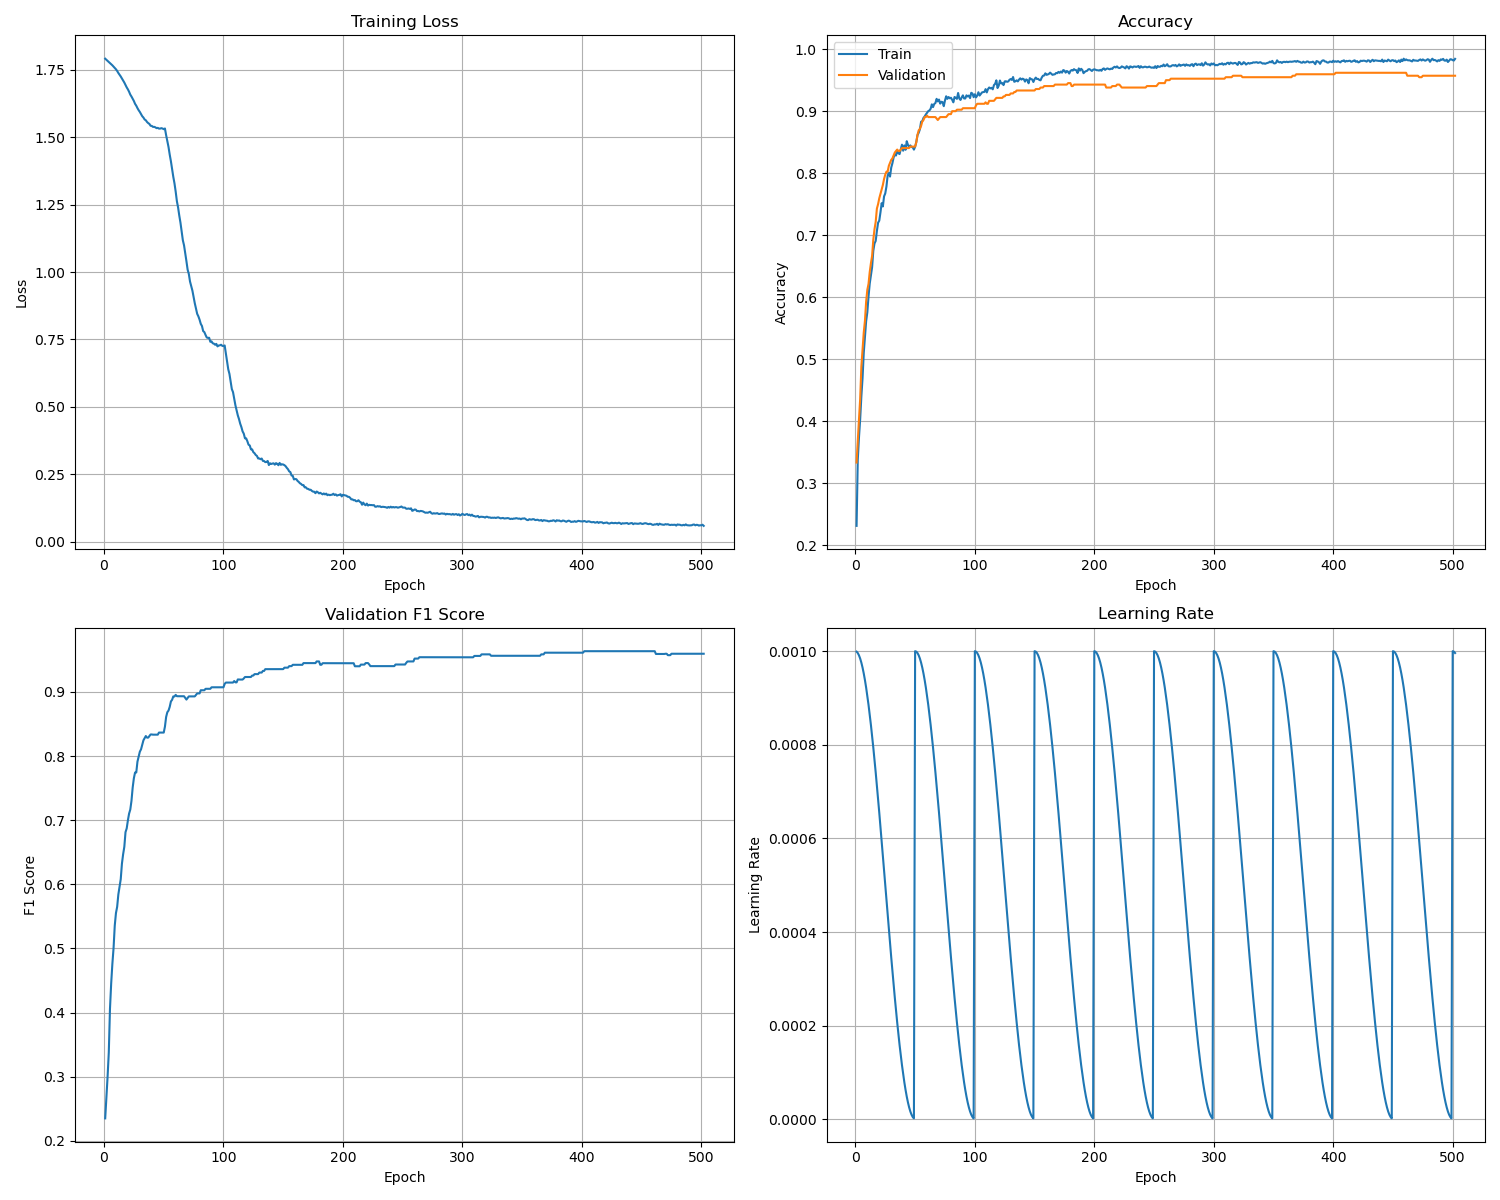 Training Loss
1.75
1.50
1.25
1.00
0.75
0.50
0.25
0.00
Loss
0 100 200 300 400 500
Epoch
Accuracy
Train
Validation
1.0
0.9
0.8
0.7
0.6
0.5
0.4
0.3
0.2
Accuracy
0 100 200 300 400 500
Epoch
Validation F1 Score
0.9
0.8
0.7
0.6
0.5
0.4
0.3
0.2
F1 Score
0 100 200 300 400 500
Epoch
Learning Rate
0.0010
0.0008
0.0006
0.0004
0.0002
0.0000
Learning Rate
0 100 200 300 400 500
Epoch